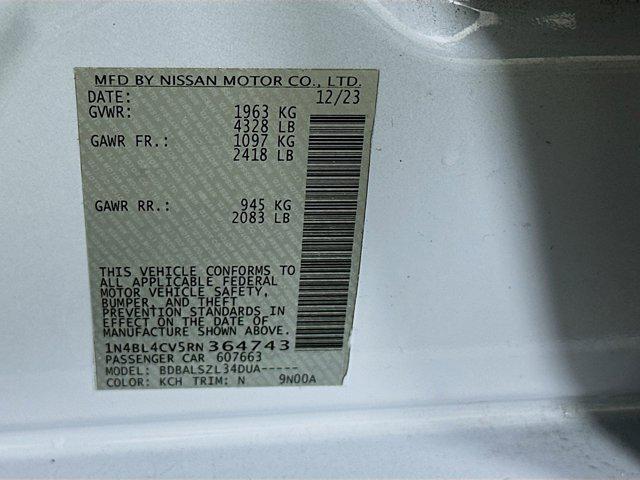 MFD BY NISSAN MOTOR CO., LTD.
DATE: 12/23
GVWR: 1963 KG
4328 LB
GAWR FR.: 1097 KG
2418 LB
GAWR RR.: 945 KG
2083 LB
THIS VEHICLE CONFORMS TO
ALL APPLICABLE FEDERAL
MOTOR VEHICLE SAFETY,
BUMPER, AND THEFT
PREVENTION STANDARDS IN
EFFECT ON THE DATE OF
MANUFACTURE SHOWN ABOVE.
1N4BL4CV5RN364743
PASSENGER CAR 607663
MODEL: BDBALSZL34DUA-----
COLOR: KCH TRIM: N 9N00A